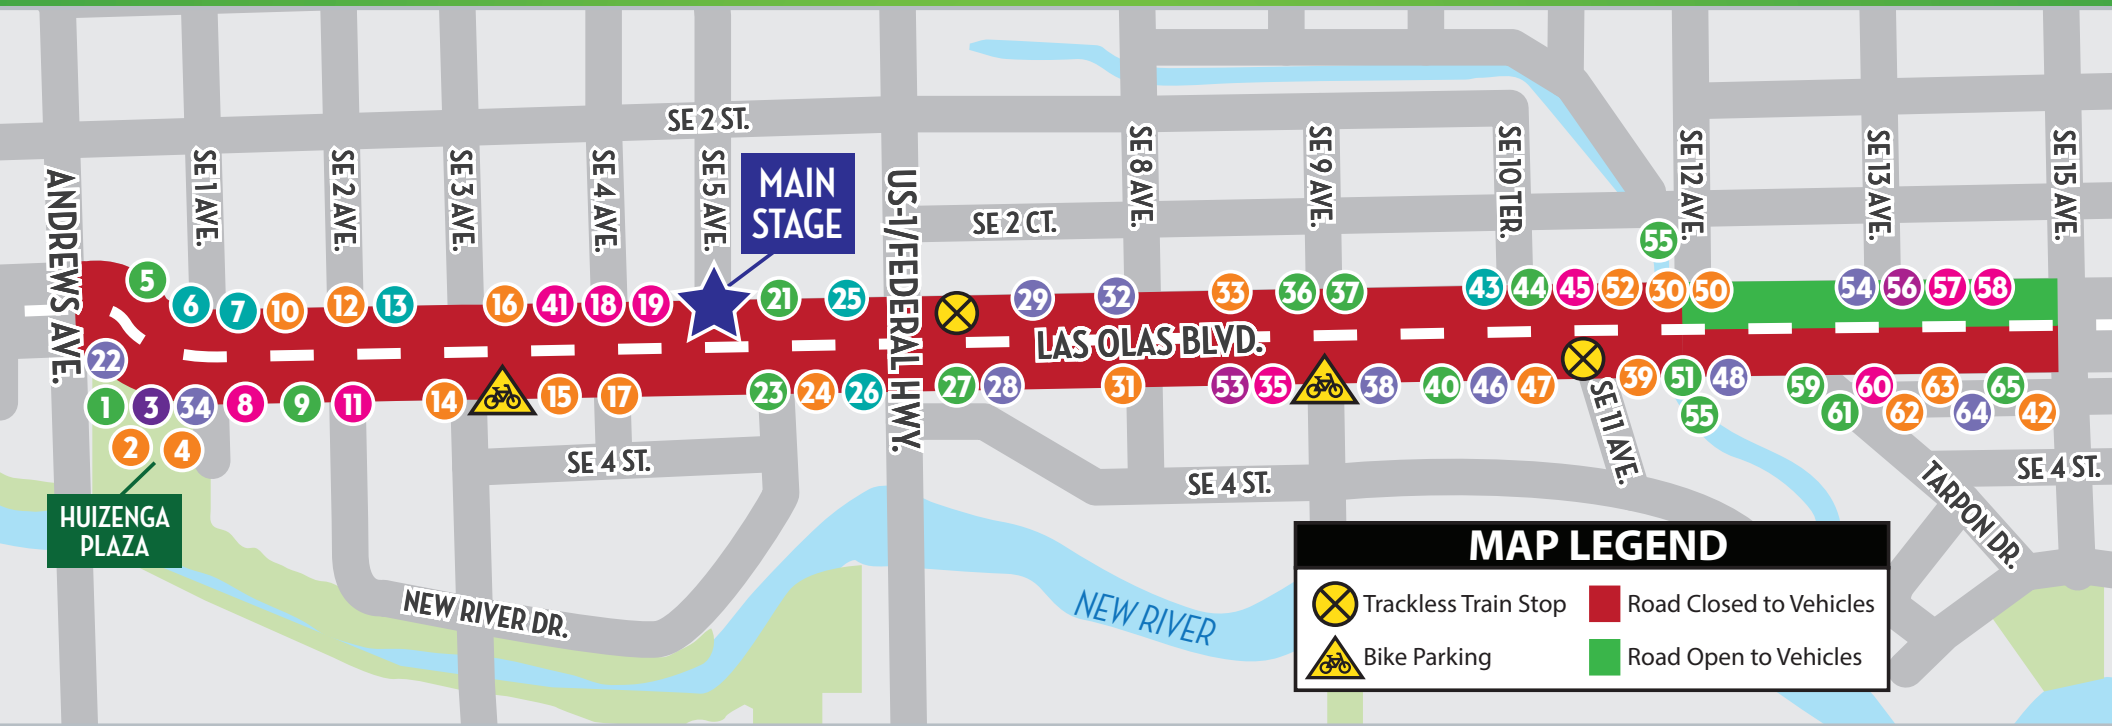 SE 2 ST.
ANDREWS AVE.
SE 1 AVE.
SE 2 AVE.
SE 3 AVE.
SE 4 AVE.
SE 5 AVE.
MAIN
STAGE
US-1/FEDERAL HWY.
SE 2 CT.
SE 8 AVE.
SE 9 AVE.
SE 10 TER.
SE 12 AVE.
SE 13 AVE.
SE 15 AVE.
55
5
6
7
10
12
13
16
41
18
19
21
25
29
32
33
36
37
43
44
45
52
30
50
54
56
57
58
LAS OLAS BLVD.
22
1
3
34
8
9
11
14
15
17
23
24
26
27
28
31
53
35
38
40
46
47
39
51
48
59
60
63
65
2
4
55
61
62
64
42
SE 11 AVE.
SE 4 ST.
SE 4 ST.
SE 4 ST.
TARPON DR.
HUIZENGA
PLAZA
NEW RIVER DR.
NEW RIVER
MAP LEGEND
Trackless Train Stop
Road Closed to Vehicles
Bike Parking
Road Open to Vehicles